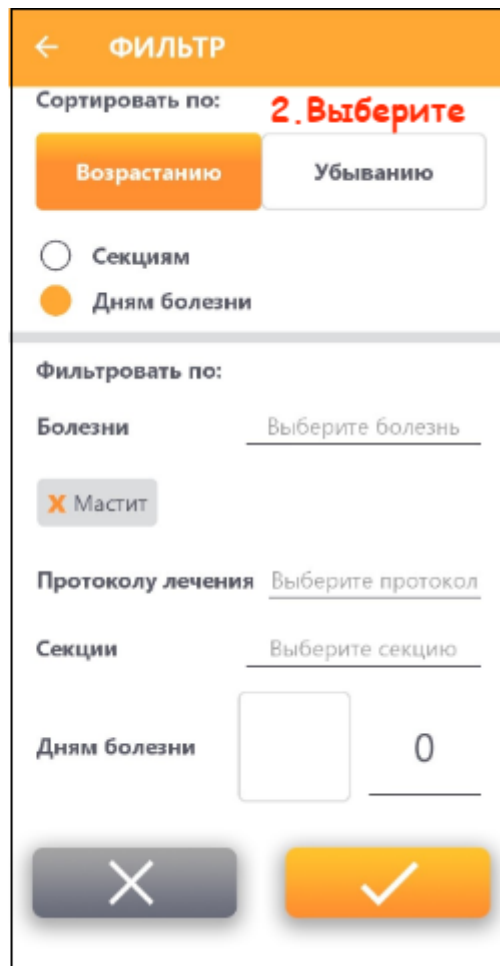 ФИЛЬТР
Сортировать по:
2.Выберите
Возрастанию Убыванию
Секциям
Дням болезни
Фильтровать по:
Болезни Выберите болезнь
X Мастит
Протоколу лечения Выберите протокол
Секции Выберите секцию
Дням болезни 0